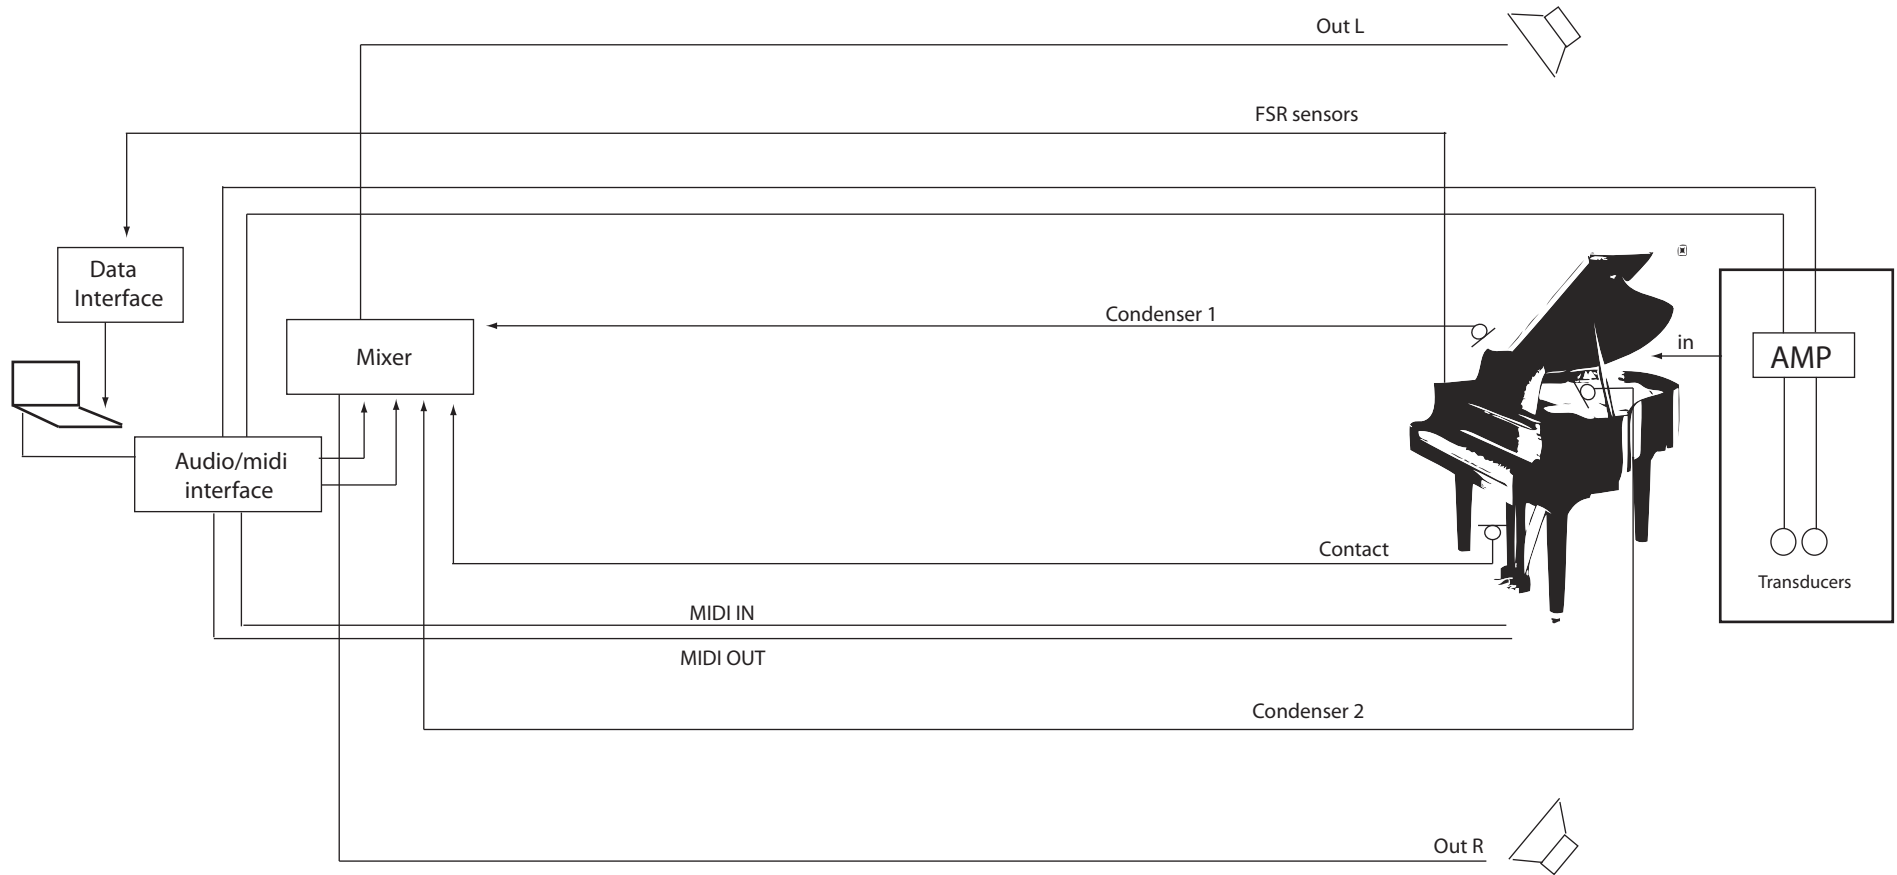 Out L
FSR sensors
Data
Interface
Condenser 1
in
Mixer
AMP
Audio/midi
interface
Contact
Transducers
MIDI IN
MIDI OUT
Condenser 2
Out R